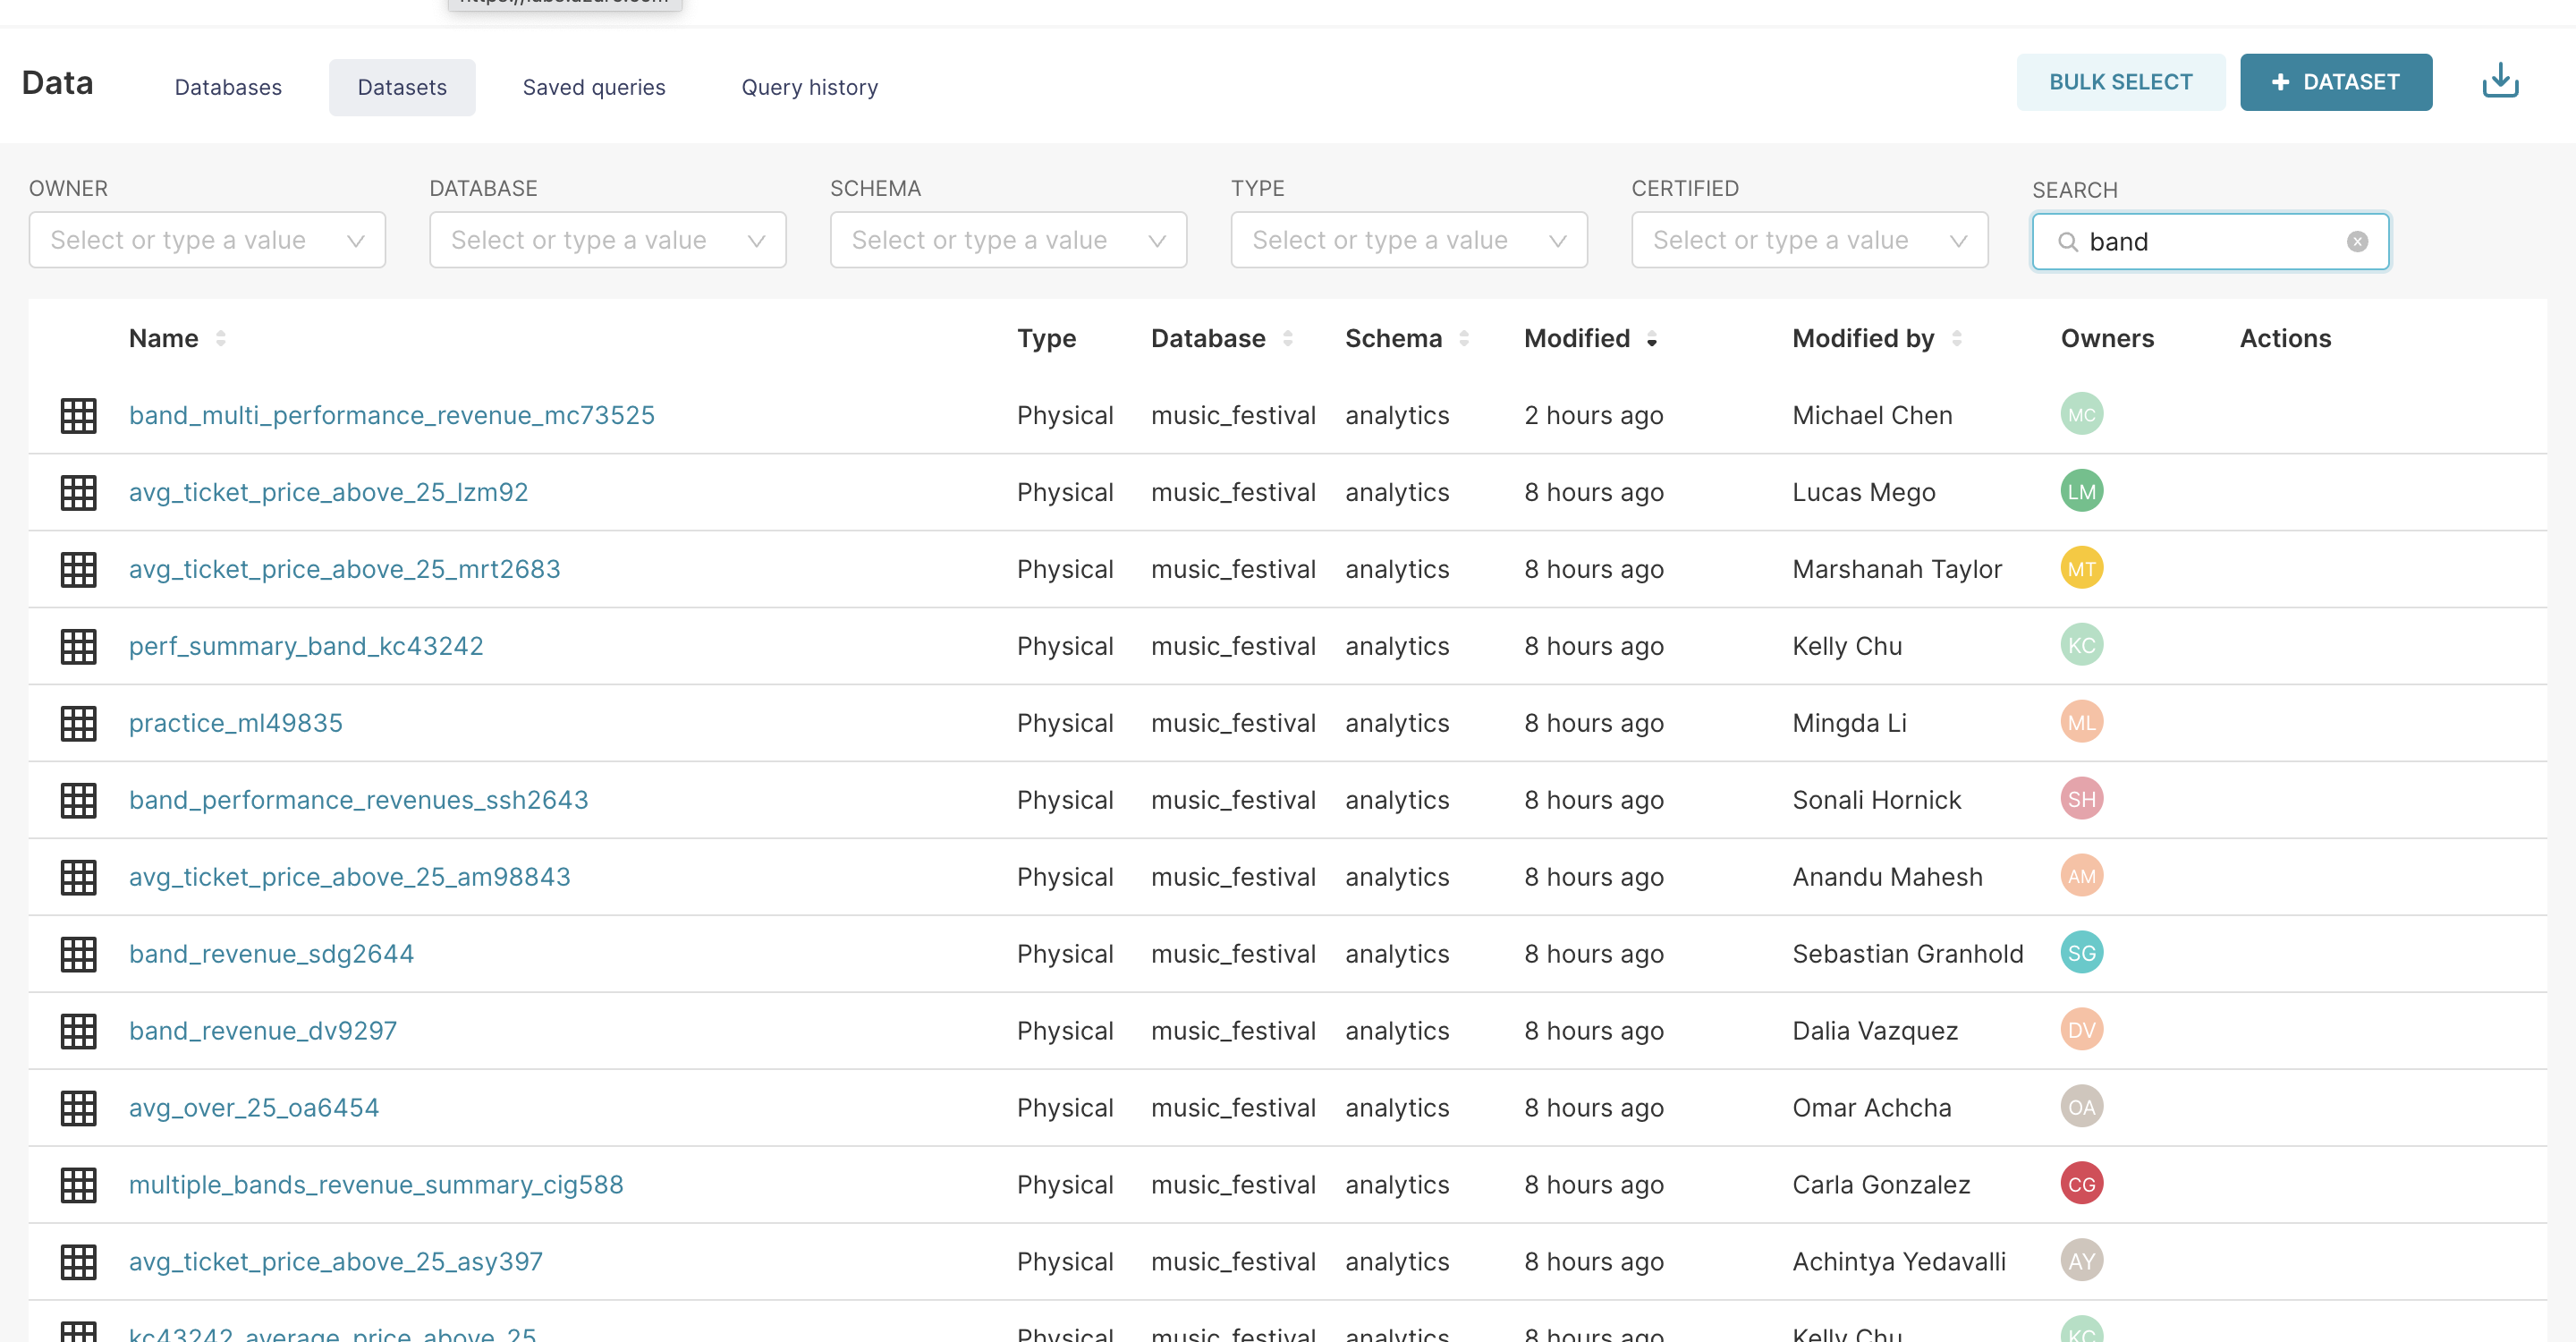 Data Databases Datasets Saved queries Query history BULK SELECT + DATASET
OWNER DATABASE SCHEMA TYPE CERTIFIED SEARCH
Select or type a value Select or type a value Select or type a value Select or type a value Select or type a value band
Name Type Database Schema Modified Modified by Owners Actions
band_multi_performance_revenue_mc73525 Physical music_festival analytics 2 hours ago Michael Chen MC
avg_ticket_price_above_25_lzm92 Physical music_festival analytics 8 hours ago Lucas Mego LM
avg_ticket_price_above_25_mrt2683 Physical music_festival analytics 8 hours ago Marshanah Taylor MT
perf_summary_band_kc43242 Physical music_festival analytics 8 hours ago Kelly Chu KC
practice_ml49835 Physical music_festival analytics 8 hours ago Mingda Li ML
band_performance_revenues_ssh2643 Physical music_festival analytics 8 hours ago Sonali Hornick SH
avg_ticket_price_above_25_am98843 Physical music_festival analytics 8 hours ago Anandu Mahesh AM
band_revenue_sdg2644 Physical music_festival analytics 8 hours ago Sebastian Granhold SG
band_revenue_dv9297 Physical music_festival analytics 8 hours ago Dalia Vazquez DV
avg_over_25_oa6454 Physical music_festival analytics 8 hours ago Omar Achcha OA
multiple_bands_revenue_summary_cig588 Physical music_festival analytics 8 hours ago Carla Gonzalez CG
avg_ticket_price_above_25_asy397 Physical music_festival analytics 8 hours ago Achintya Yedavalli AY
kc43242_average_price_above_25 Physical music_festival analytics 8 hours ago Kelly Chu KC